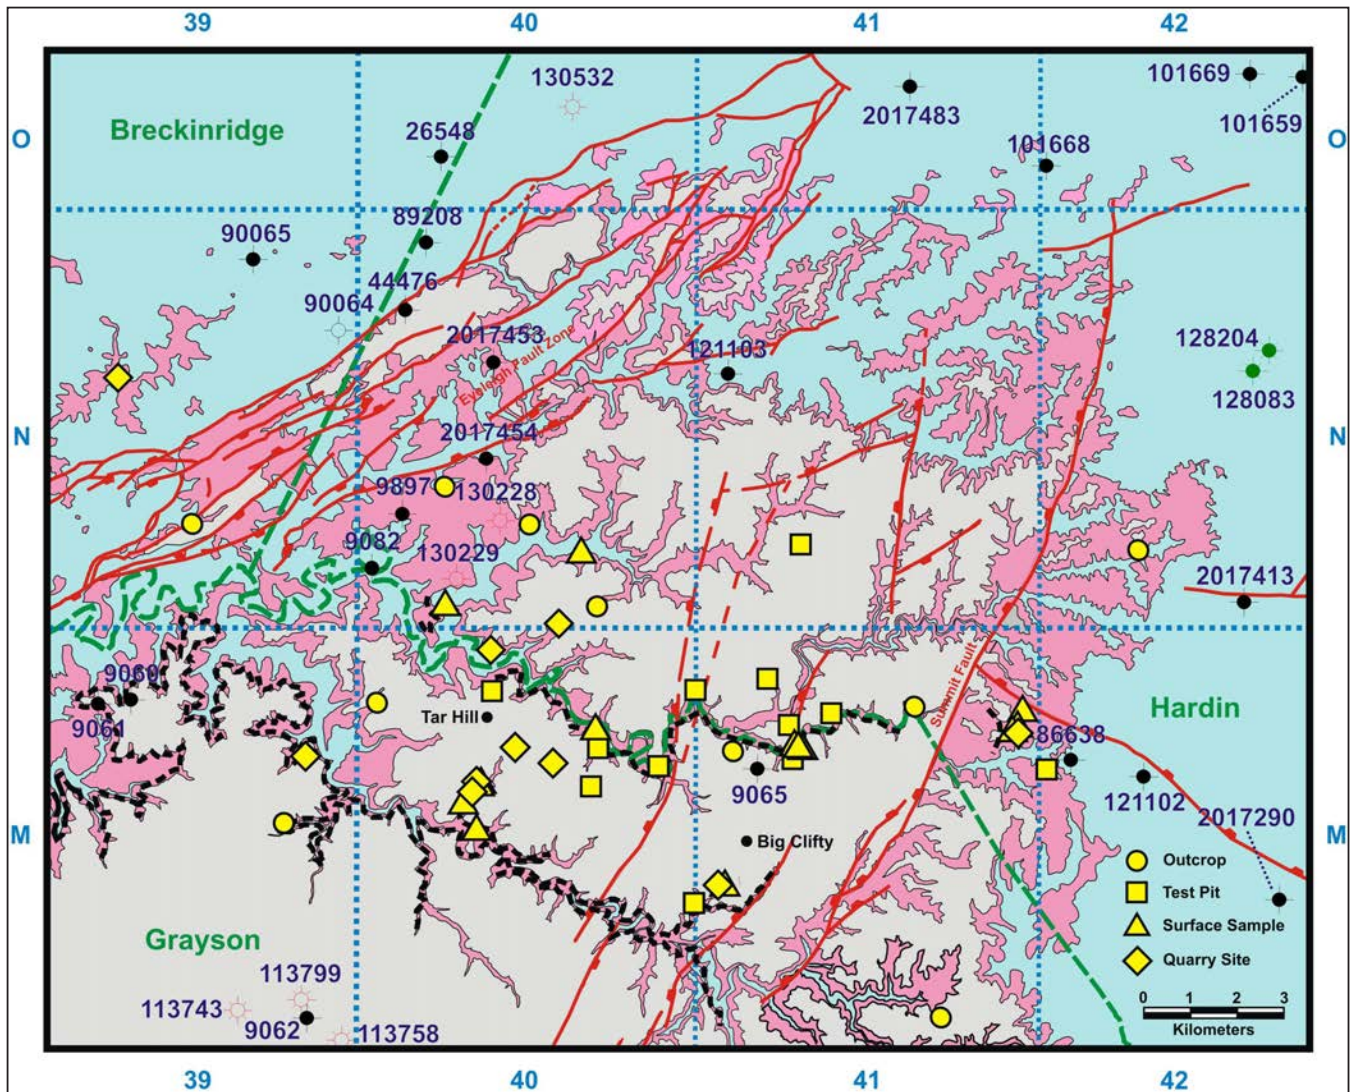 39 40 41 42
130532
101669
2017483
101659
O Breckinridge O
26548
101668
89208
90065
44476
90064
2017453
128204
121103
Eveleigh Fault Zone
128083
N 2017454 N
130228
9082
130229
2017413
Summit Fault
9060
9061
Tar Hill
Hardin
86638
9065
121102
2017290
M Big Clifty M
Outcrop
Test Pit
Surface Sample
Quarry Site
Grayson
113799
113743
9062 113758
0 1 2 3
Kilometers
39 40 41 42